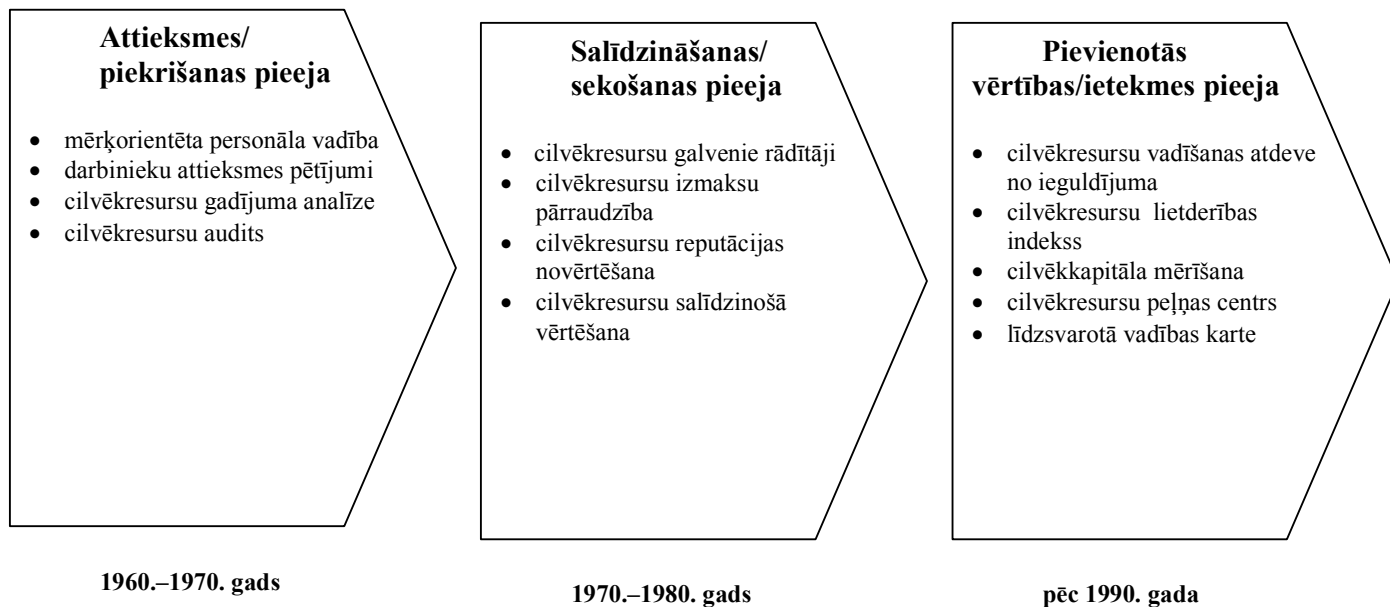 Attieksmes/
piekrišanas pieeja
• mērķorientēta personāla vadība
• darbinieku attieksmes pētījumi
• cilvēkresursu gadījuma analīze
• cilvēkresursu audits
1960.–1970. gads
Salīdzināšanas/
sekošanas pieeja
• cilvēkresursu galvenie rādītāji
• cilvēkresursu izmaksu
pārraudzība
• cilvēkresursu reputācijas
novērtēšana
• cilvēkresursu salīdzinošā
vērtēšana
1970.–1980. gads
Pievienotās
vērtības/ietekmes pieeja
• cilvēkresursu vadīšanas atdeve
no ieguldījuma
• cilvēkresursu lietderības
indekss
• cilvēkkapitāla mērīšana
• cilvēkresursu peļņas centrs
• līdzsvarotā vadības karte
pēc 1990. gada